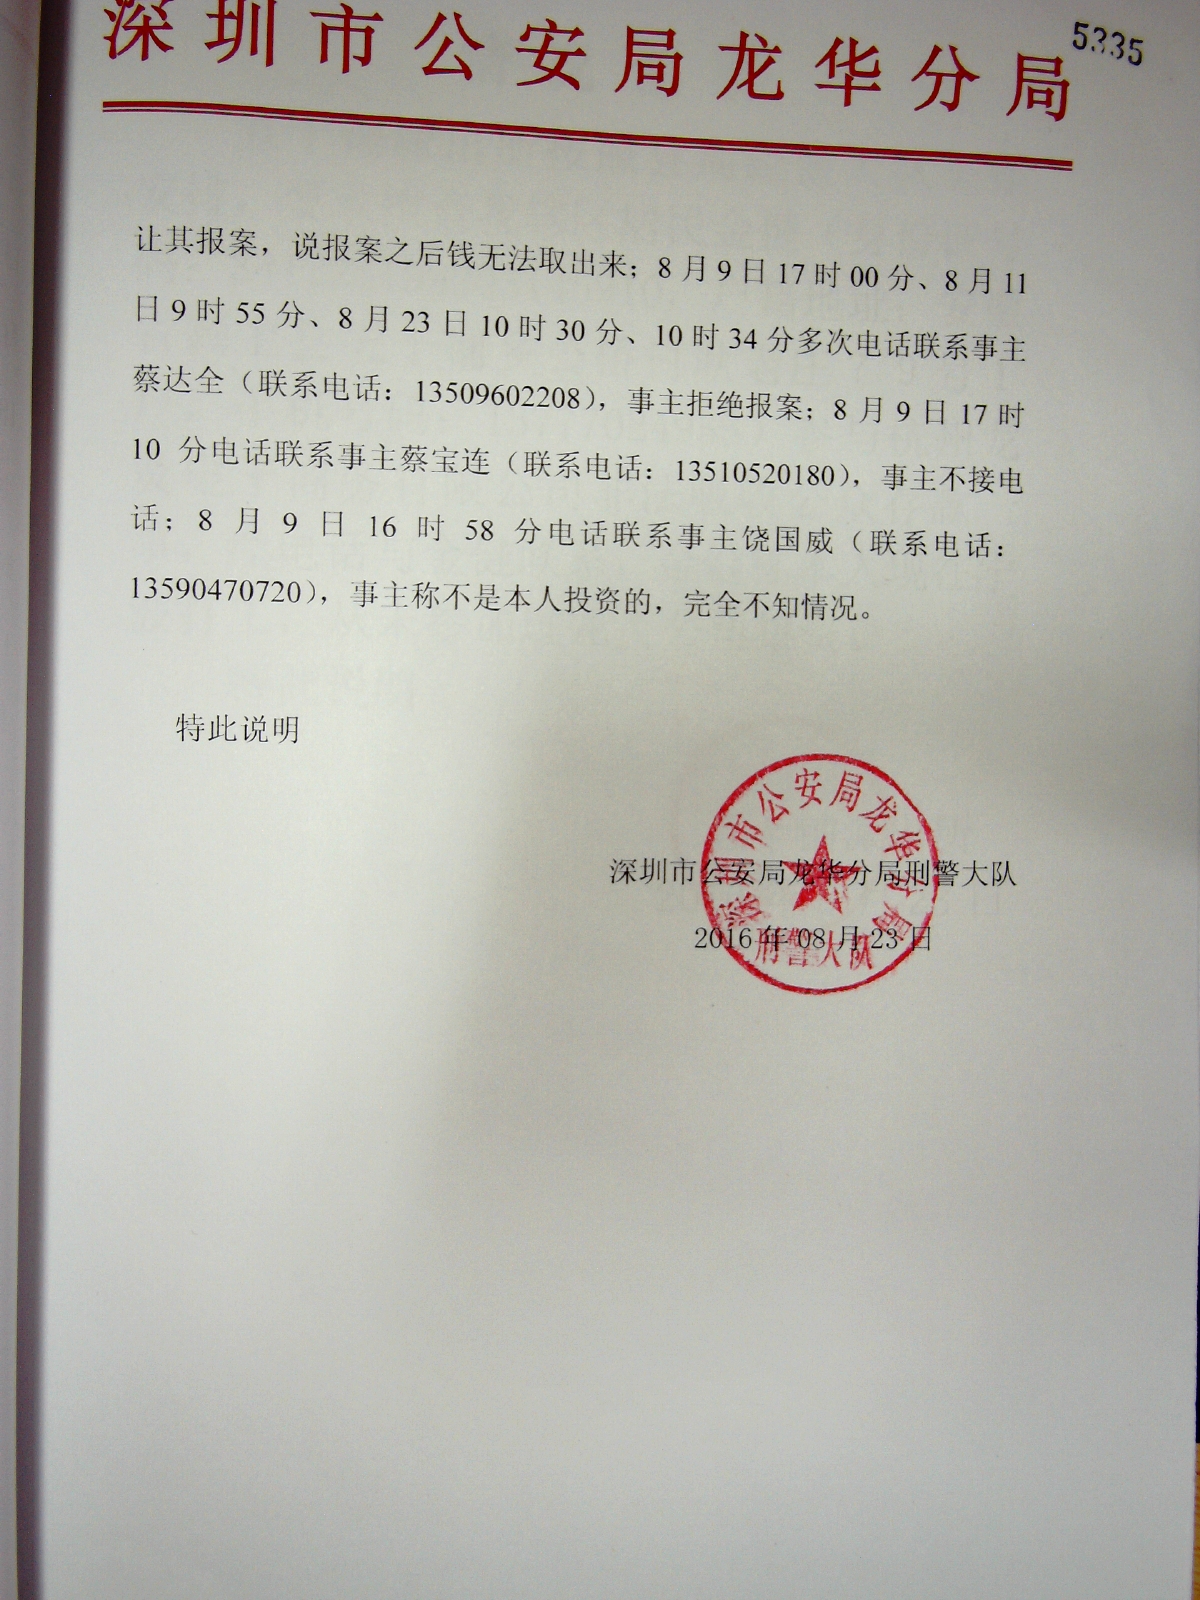 5335
深圳市公安局龙华分局
让其报案，说报案之后钱无法取出来；8月9日17时00分、8月11
日9时55分、8月23日10时30分、10时34分多次电话联系事主
蔡达全（联系电话：13509602208），事主拒绝报案；8月9日17时
10 分电话联系事主蔡宝连（联系电话：13510520180），事主不接电
话；8 月 9 日 16 时 58 分电话联系事主饶国威（联系电话：
13590470720），事主称不是本人投资的，完全不知情况。
特此说明
深圳市公安局龙华分局刑警大队
2016年08月23日
深圳市公安局龙华分局
刑警大队